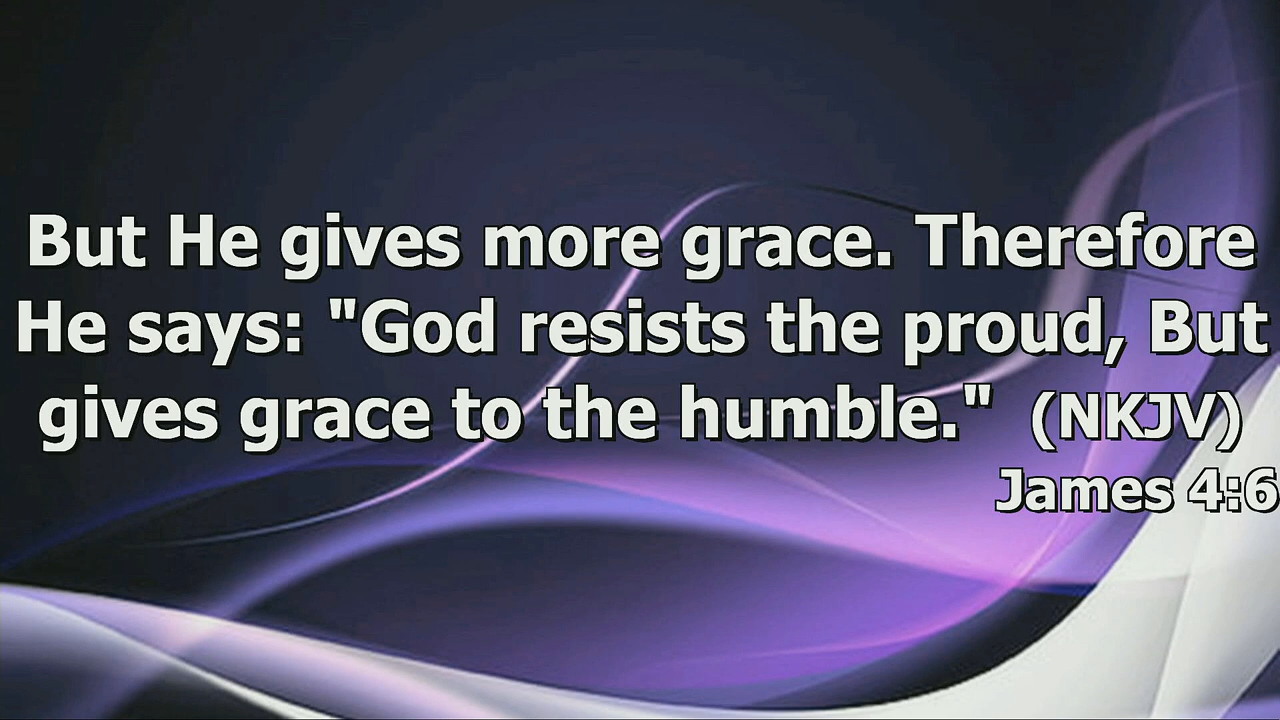 But He gives more grace. Therefore
He says: "God resists the proud, But
gives grace to the humble." (NKJV)
James 4:6